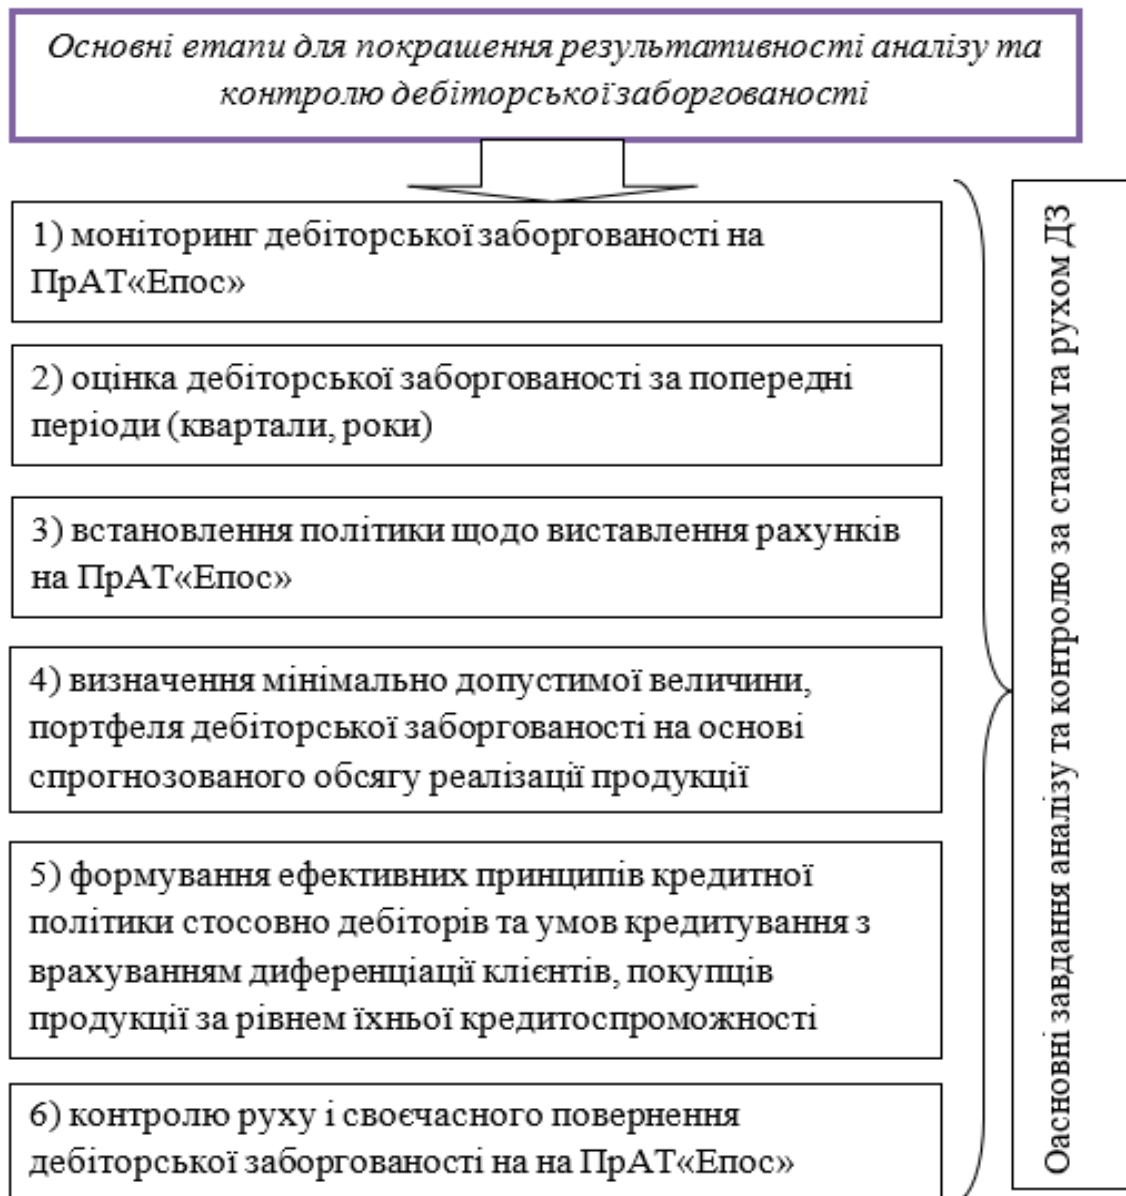 Основні етапи для покрашення результативності аналізу та
контролю дебіторської заборгованості
1) моніторинг дебіторської заборгованості на
ПрАТ«Епос»
2) оцінка дебіторської заборгованості за попередні
періоди (квартали, роки)
3) встановлення політики щодо виставлення рахунків
на ПрАТ«Епос»
4) визначення мінімально допустимої величини,
портфеля дебіторської заборгованості на основі
спрогнозованого обсягу реалізації продукції
5) формування ефективних принципів кредитної
політики стосовно дебіторів та умов кредитування з
врахуванням диференціації клієнтів, покупців
продукції за рівнем їхньої кредитоспроможності
6) контролю руху і своєчасного повернення
дебіторської заборгованості на на ПрАТ«Епос»
Оасновні завдання аналізу та контролю за станом та рухом ДЗ